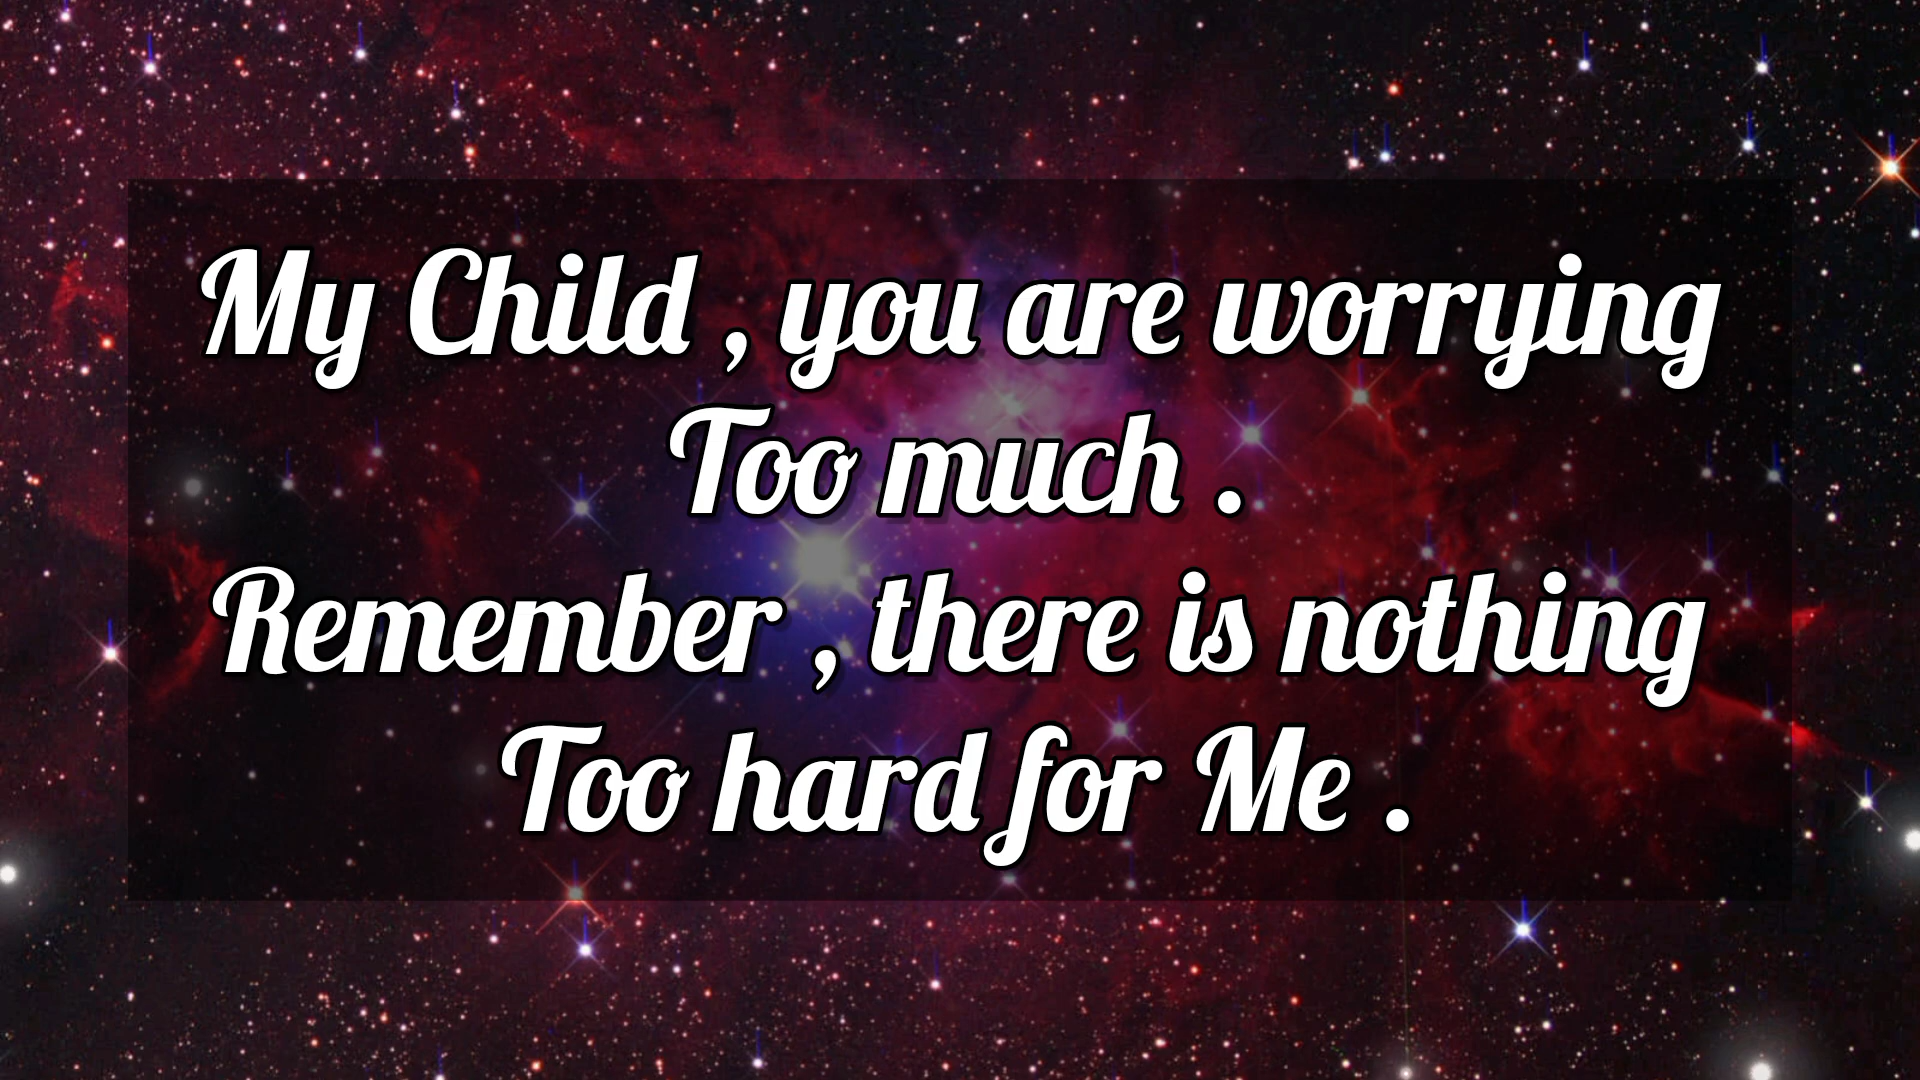 My Child , you are worrying
Too much .
Remember , there is nothing
Too hard for Me .